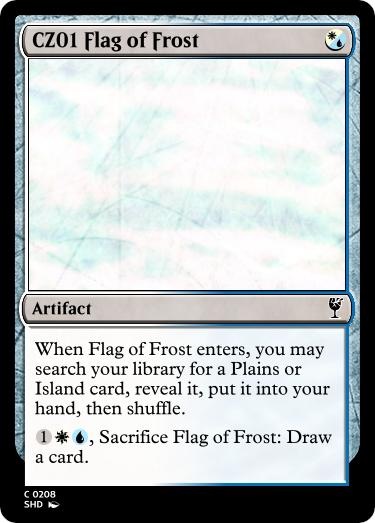 CZ01 Flag of Frost
Artifact
When Flag of Frost enters, you may
search your library for a Plains or
Island card, reveal it, put it into your
hand, then shuffle.
1, Sacrifice Flag of Frost: Draw
a card.
C 0208
SHD